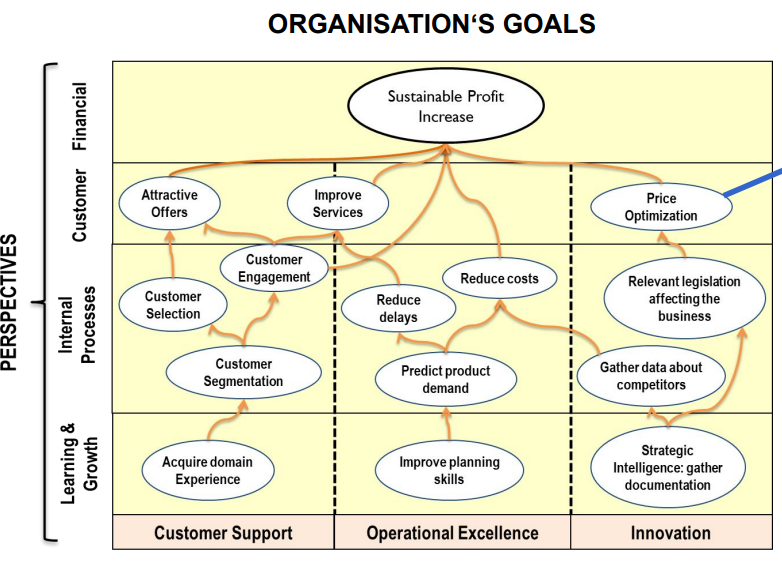 ORGANISATION‘S GOALS
PERSPECTIVES
Financial
Sustainable Profit
Increase
Customer
Attractive
Offers
Improve
Services
Price
Optimization
Internal
Processes
Customer
Engagement
Customer
Selection
Reduce
delays
Reduce costs
Relevant legislation
affecting the
business
Customer
Segmentation
Predict product
demand
Gather data about
competitors
Learning &
Growth
Acquire domain
Experience
Improve planning
skills
Strategic
Intelligence: gather
documentation
Customer Support
Operational Excellence
Innovation